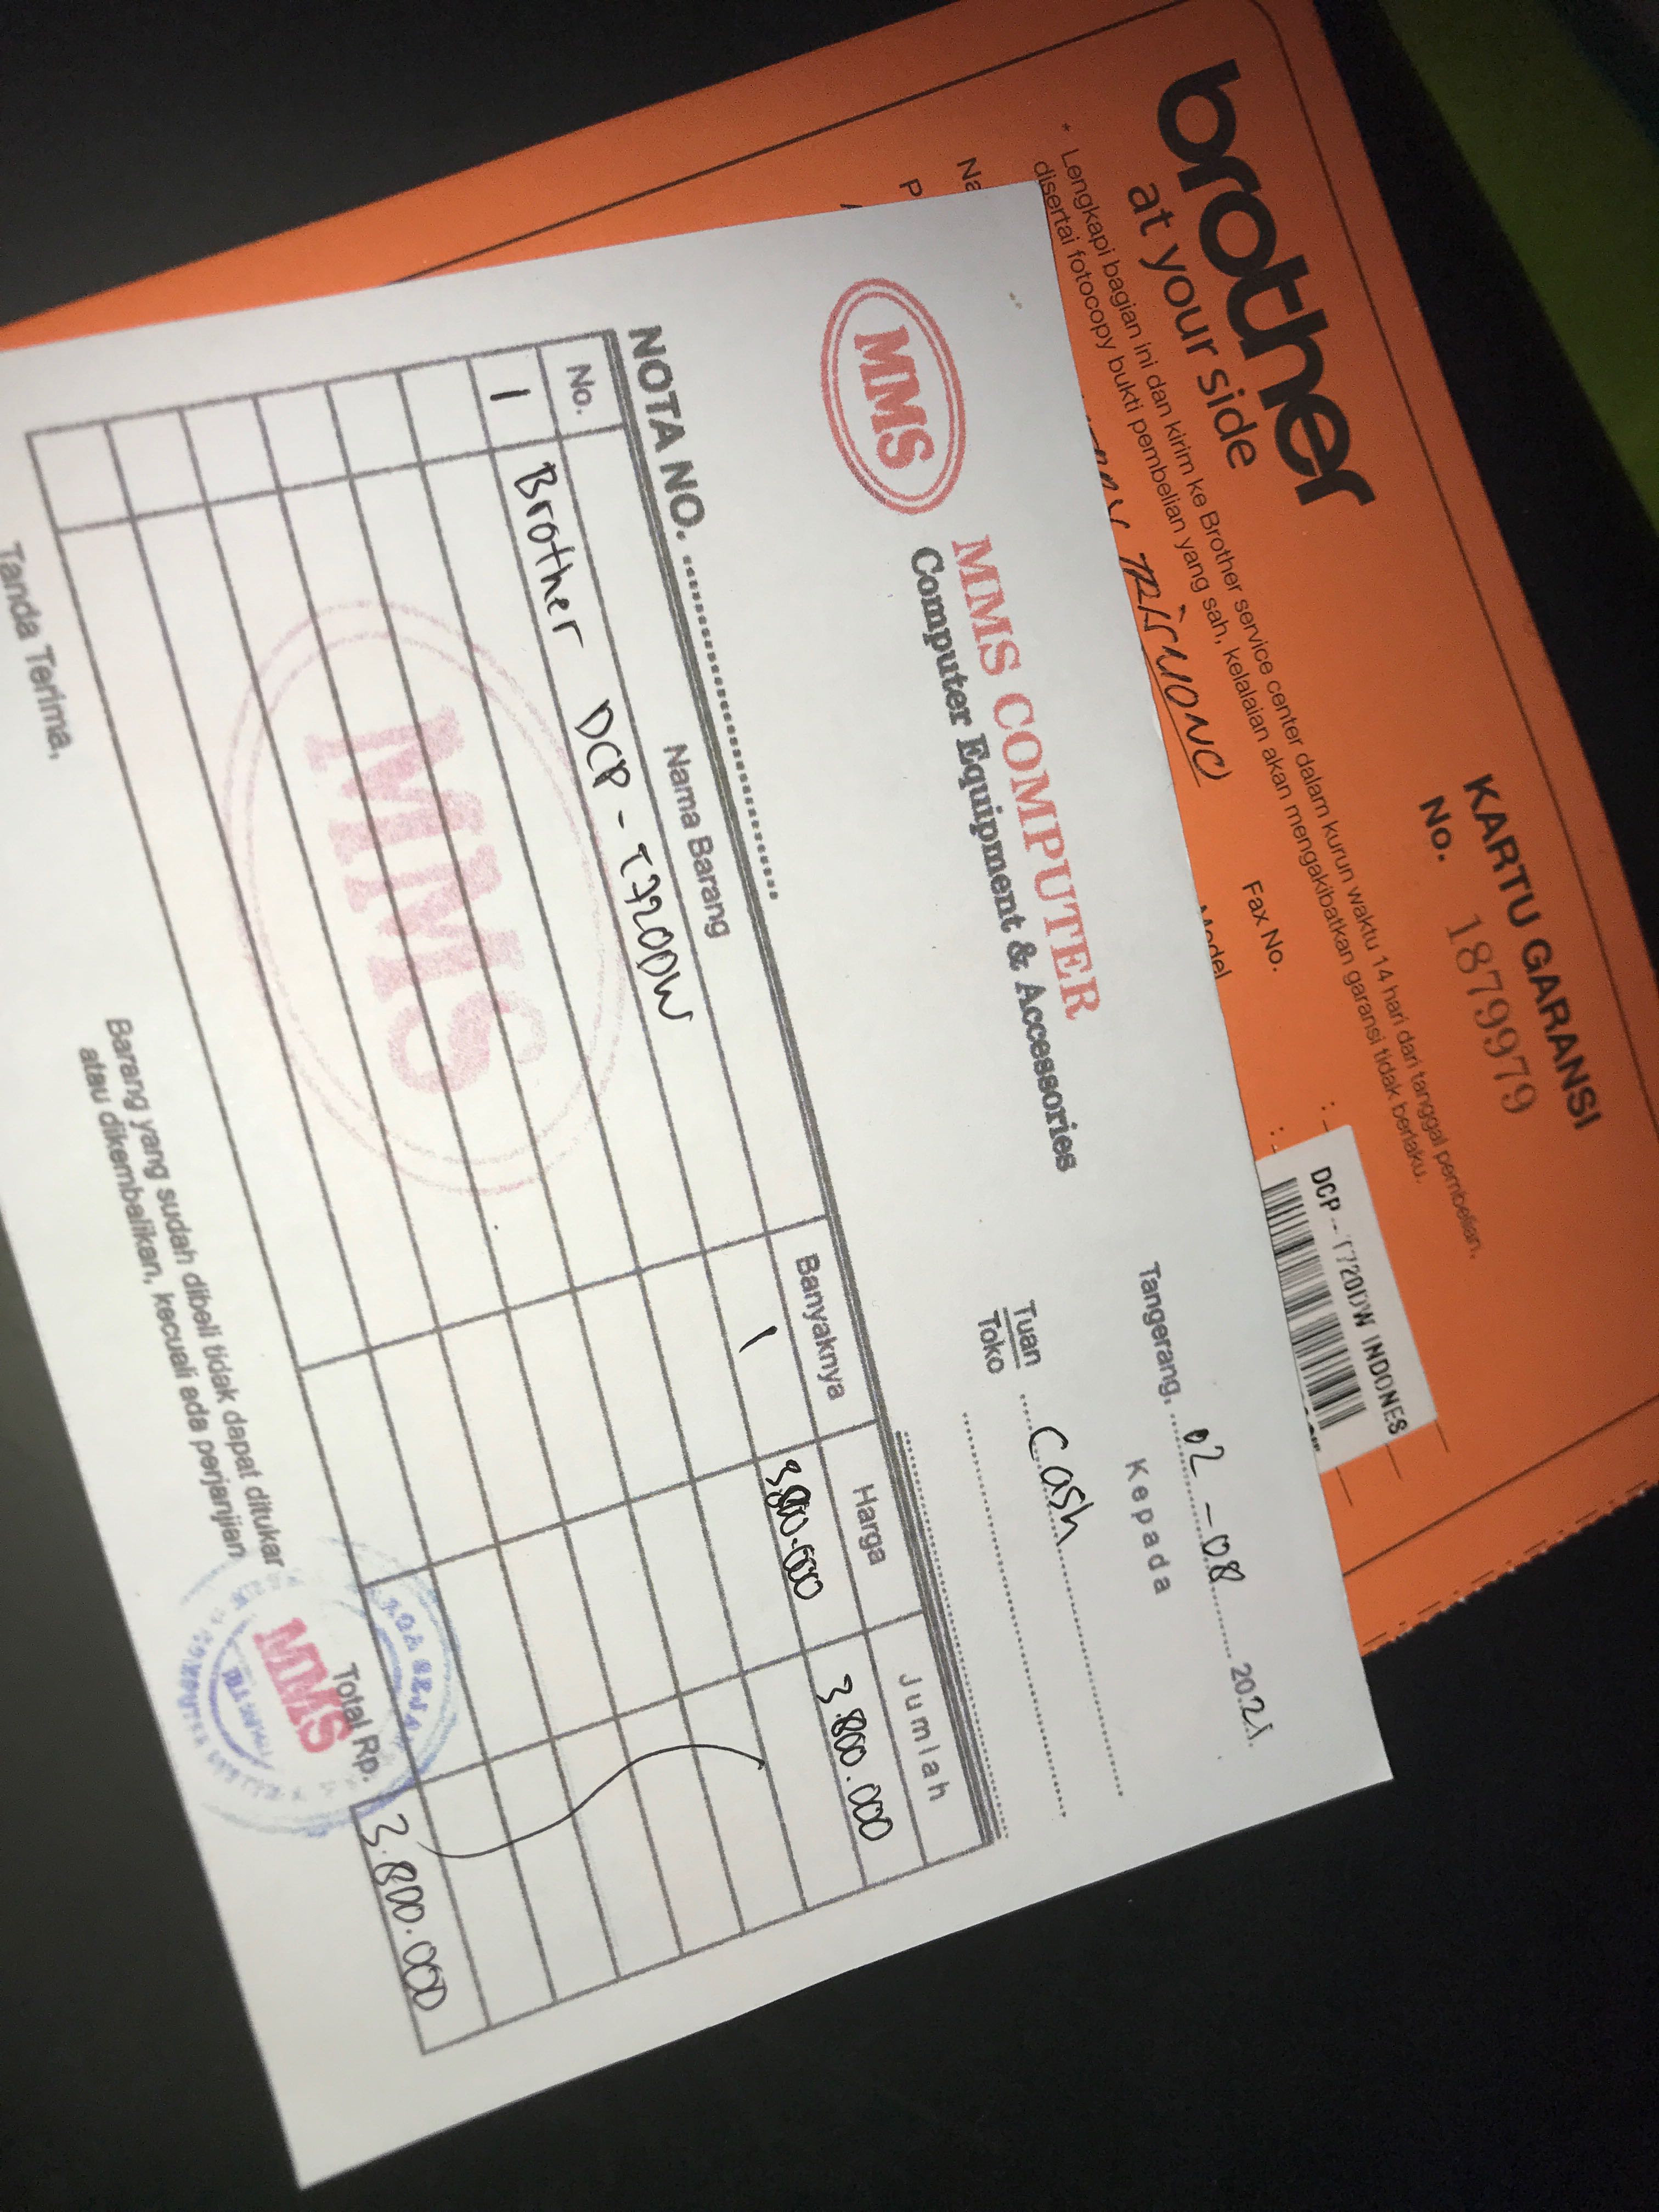 brother
at your side
KARTU GARANSI
No. 1879979
* Lengkapi bagian ini dan kirim ke Brother service center dalam kurun waktu 14 hari dari tanggal pembelian,
disertai fotocopy bukti pembelian yang sah, kelalaian akan mengakibatkan garansi tidak berlaku.
Na
P
TRisNONO
Fax No. :
Model :
DCP-T720DW INDONES
MMS
MMS COMPUTER
Computer Equipment & Accessories
Tangerang, 02-08 2021
Kepada
Tuan Cash
Toko
NOTA NO.
No. Nama Barang Banyaknya Harga Jumlah
1 Brother DCP-T720DW 1 3.800.000 3.800.000
MMS
Total Rp. 3.800.000
Tanda Terima,
Barang yang sudah dibeli tidak dapat ditukar
atau dikembalikan, kecuali ada perjanjian
MMS